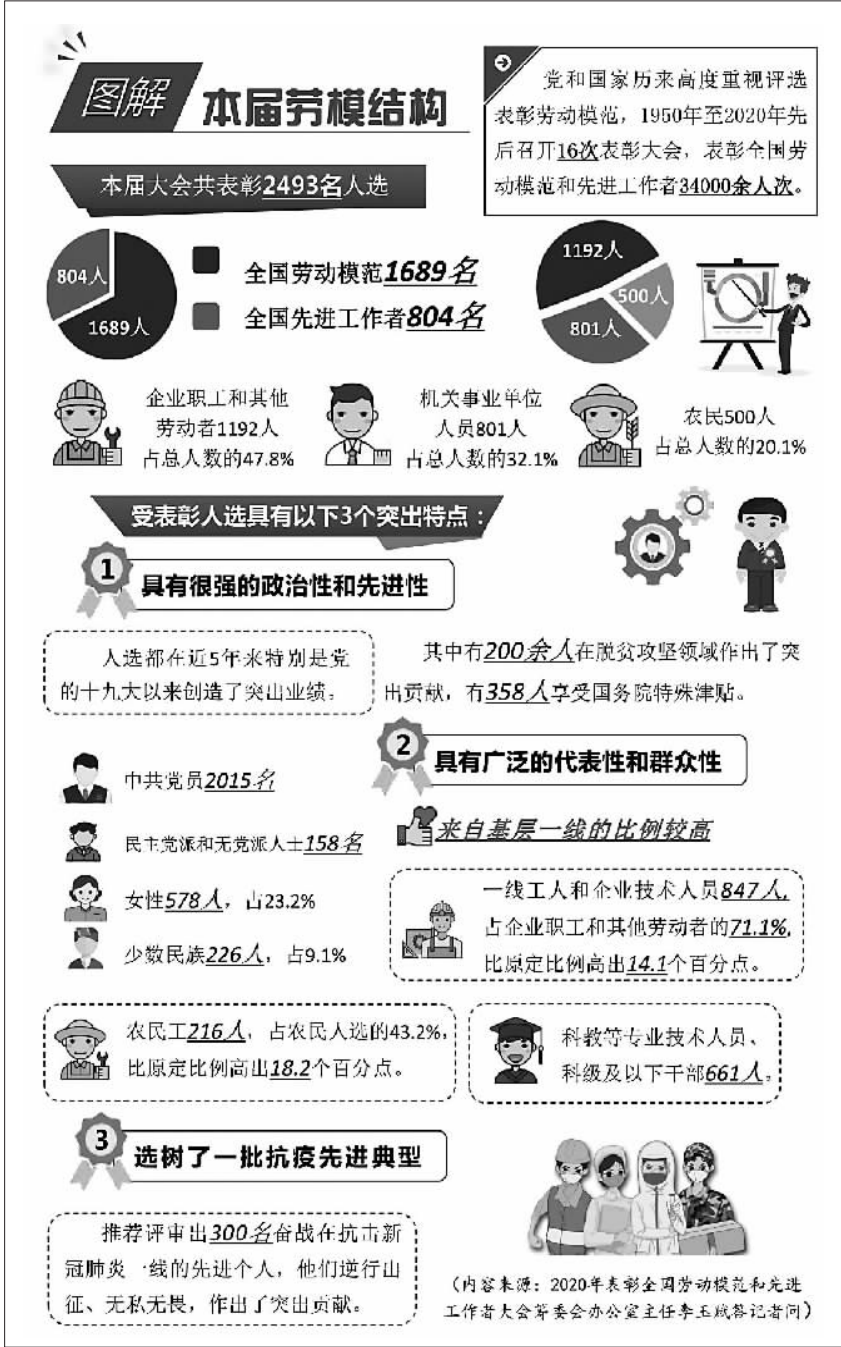 图解
本届劳模结构
党和国家历来高度重视评选
表彰劳动模范，1950年至2020年先
后召开16次表彰大会，表彰全国劳
动模范和先进工作者34000余人次。
本届大会共表彰2493名人选
804人
1689人
全国劳动模范1689名
全国先进工作者804名
1192人
500人
801人
企业职工和其他
劳动者1192人
占总人数的47.8%
机关事业单位
人员801人
占总人数的32.1%
农民500人
占总人数的20.1%
受表彰人选具有以下3个突出特点：
1
具有很强的政治性和先进性
人选都在近5年来特别是党
的十九大以来创造了突出业绩。
其中有200余人在脱贫攻坚领域作出了突
出贡献，有358人享受国务院特殊津贴。
2
具有广泛的代表性和群众性
中共党员2015名
民主党派和无党派人士158名
女性578人，占23.2%
少数民族226人，占9.1%
来自基层一线的比例较高
一线工人和企业技术人员847人，
占企业职工和其他劳动者的71.1%，
比原定比例高出14.1个百分点。
农民工216人，占农民人选的43.2%，
比原定比例高出18.2个百分点。
科教等专业技术人员、
科级及以下干部661人。
3
选树了一批抗疫先进典型
推荐评审出300名奋战在抗击新
冠肺炎一线的先进个人，他们逆行出
征、无私无畏，作出了突出贡献。
（内容来源：2020年表彰全国劳动模范和先进
工作者大会筹委会办公室主任李玉赋答记者问）